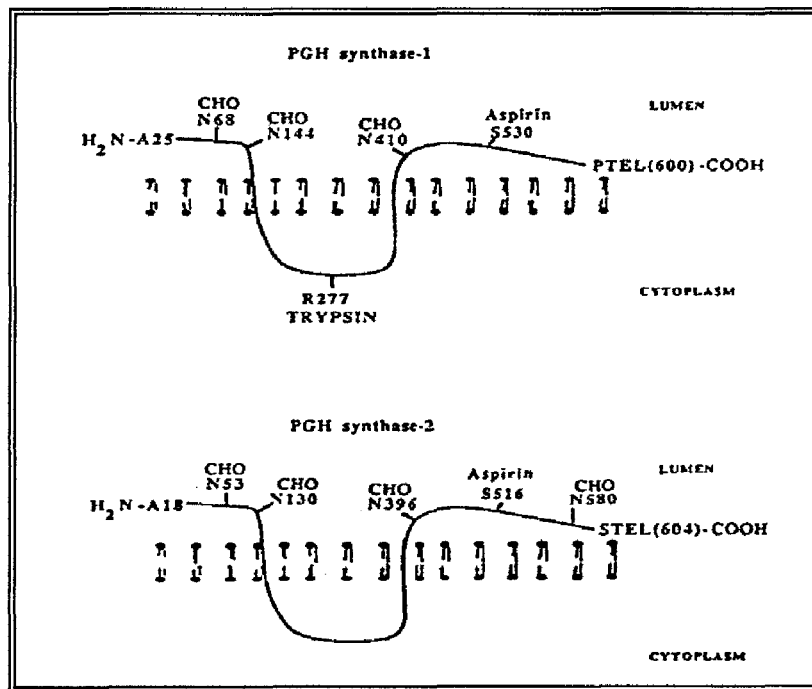 PGH synthase-1
CHO
N68
CHO
N144
CHO
N410
Aspirin
S530
LUMEN
H2N-A25
PTEL(600)-COOH
R277
TRYPSIN
CYTOPLASM
PGH synthase-2
CHO
N53
CHO
N130
CHO
N396
Aspirin
S516
CHO
N580
LUMEN
H2N-A18
STEL(604)-COOH
CYTOPLASM